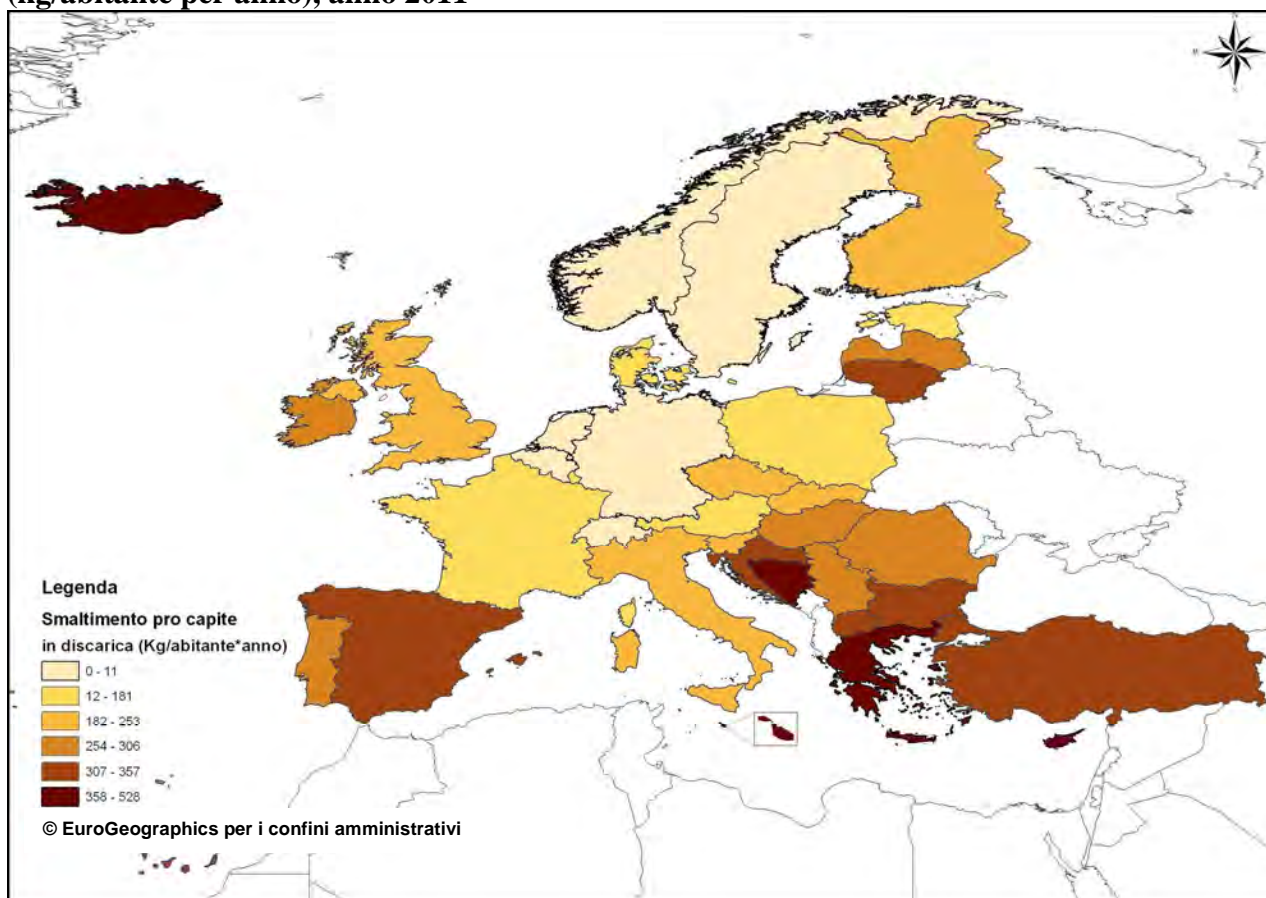 (kg/abitante per anno), anno 2011
Legenda
Smaltimento pro capite
in discarica (Kg/abitante*anno)
0 - 11
12 - 181
182 - 253
254 - 306
307 - 357
358 - 528
© EuroGeographics per i confini amministrativi